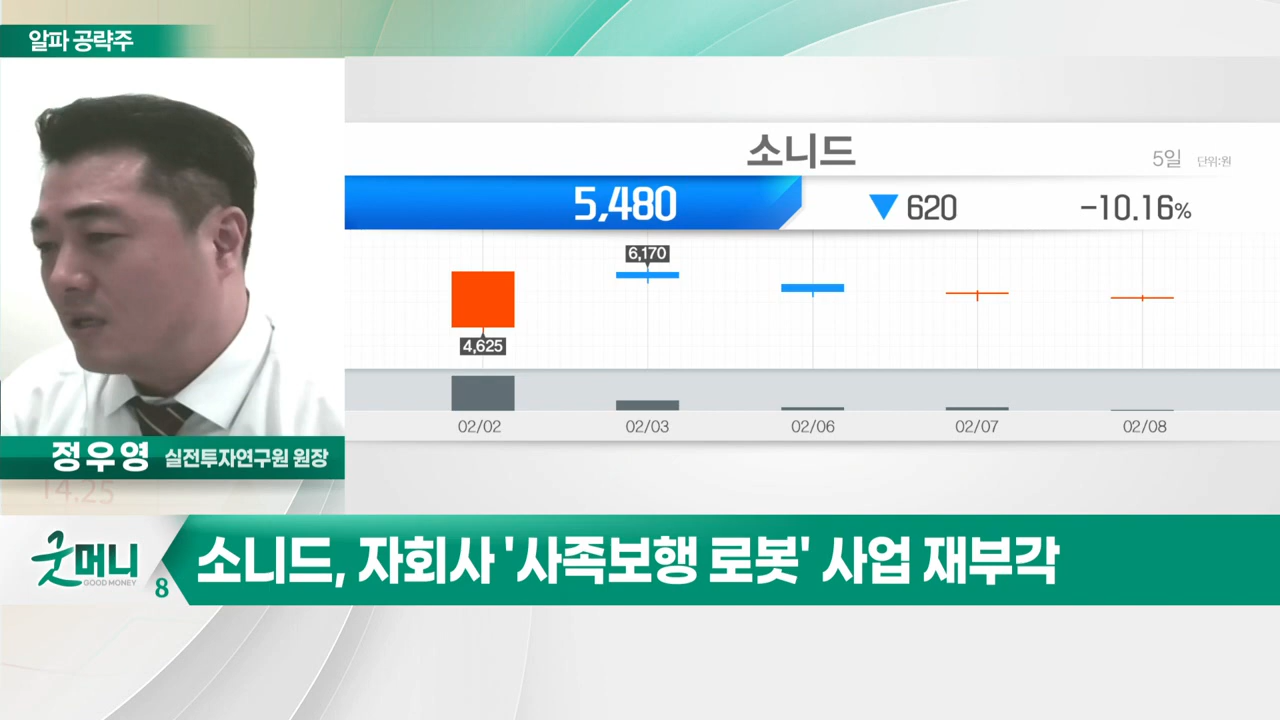 알파 공략주
소니드
5일 단위:원
5,480 ▼ 620 -10.16%
6,170
4,625
02/02 02/03 02/06 02/07 02/08
정우영 실전투자연구원 원장
14.25
굿머니
GOOD MONEY
8
소니드, 자회사 '사족보행 로봇' 사업 재부각